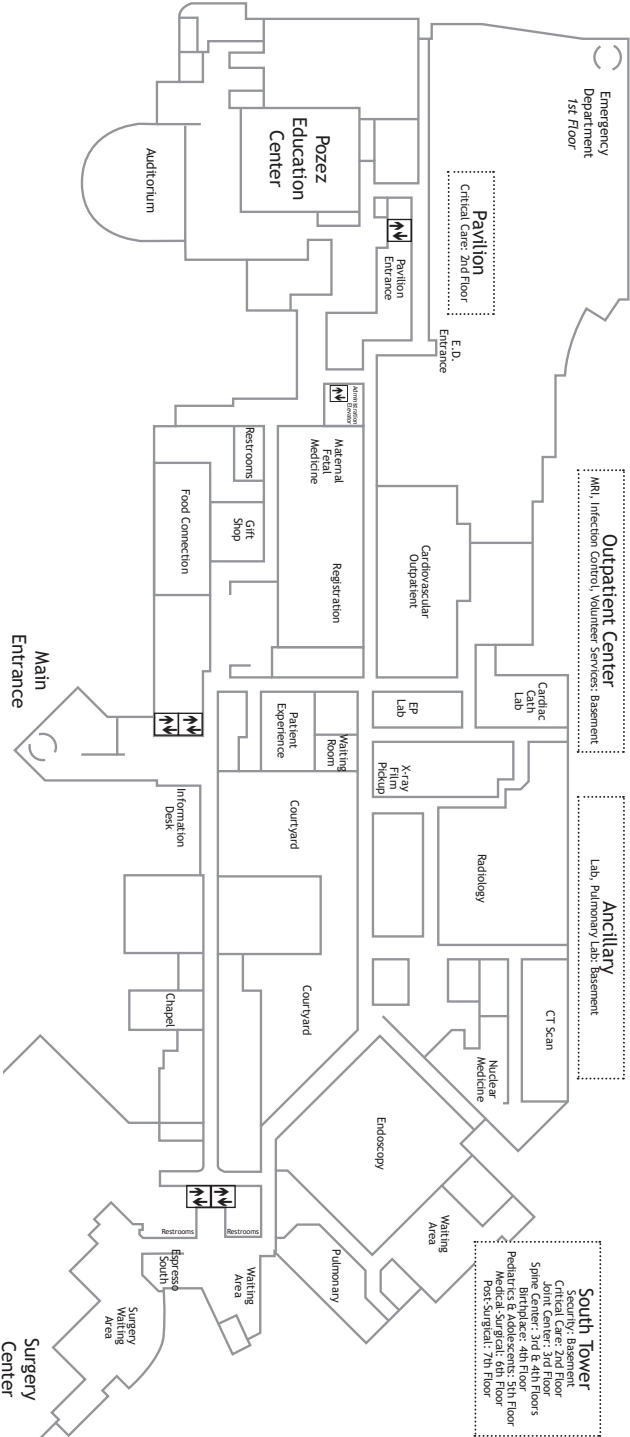 Emergency
Department
1st Floor
Pavilion
Critical Care: 2nd Floor
Pozez
Education
Center
Auditorium
Pavilion
Entrance
E.D.
Entrance
Administration
Elevator
Outpatient Center
MRI, Infection Control, Volunteer Services: Basement
Maternal
Fetal
Medicine
Registration
Restrooms
Gift
Shop
Food Connection
Cardiovascular
Outpatient
Cardiac
Cath
Lab
EP
Lab
Main
Entrance
Patient
Experience
Waiting
Room
X-ray
Film
Pickup
Ancillary
Lab, Pulmonary Lab: Basement
Radiology
Information
Desk
Courtyard
Courtyard
Chapel
CT Scan
Nuclear
Medicine
Endoscopy
Waiting
Area
South Tower
Security: Basement
Critical Care: 2nd Floor
Joint Center: 3rd Floor
Spine Center: 3rd & 4th Floors
Birthplace: 4th Floor
Pediatrics & Adolescents: 5th Floor
Medical-Surgical: 6th Floor
Post-Surgical: 7th Floor
Pulmonary
Restrooms
Restrooms
Waiting
Area
Espresso
South
Surgery
Waiting
Area
Surgery
Center